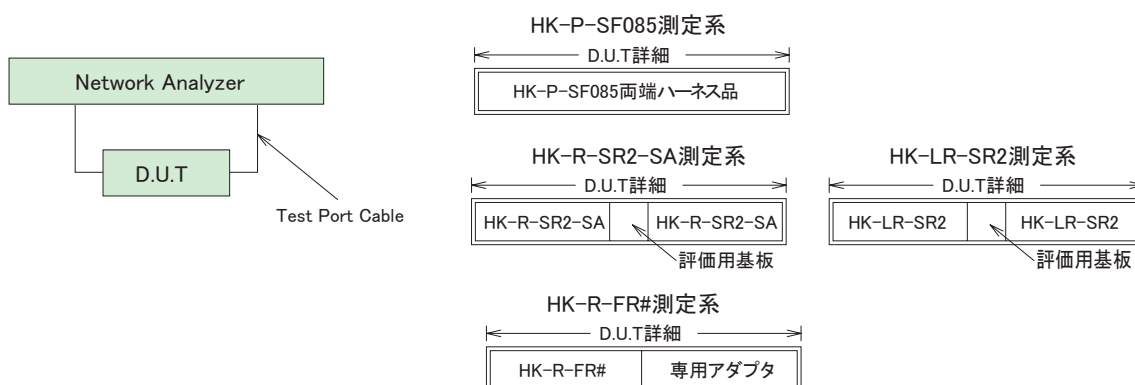 Network Analyzer
D.U.T
Test Port Cable
HK-P-SF085測定系
D.U.T詳細
HK-P-SF085両端ハーネス品
HK-R-SR2-SA測定系
D.U.T詳細
HK-R-SR2-SA HK-R-SR2-SA
評価用基板
HK-LR-SR2測定系
D.U.T詳細
HK-LR-SR2 HK-LR-SR2
評価用基板
HK-R-FR#測定系
D.U.T詳細
HK-R-FR# 専用アダプタ